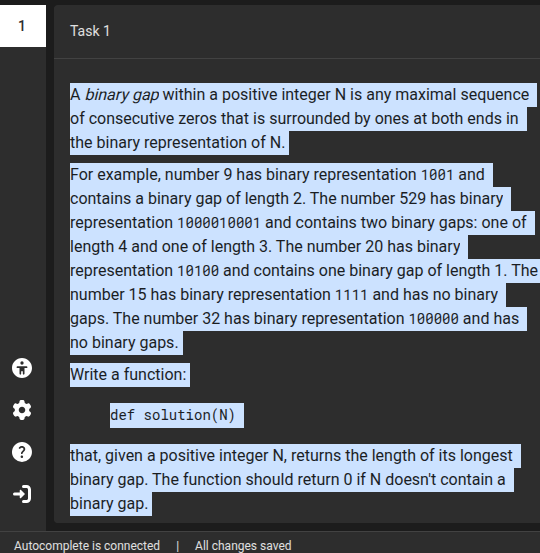 1
Task 1
A binary gap within a positive integer N is any maximal sequence
of consecutive zeros that is surrounded by ones at both ends in
the binary representation of N.
For example, number 9 has binary representation 1001 and
contains a binary gap of length 2. The number 529 has binary
representation 1000010001 and contains two binary gaps: one of
length 4 and one of length 3. The number 20 has binary
representation 10100 and contains one binary gap of length 1. The
number 15 has binary representation 1111 and has no binary
gaps. The number 32 has binary representation 100000 and has
no binary gaps.
Write a function:
def solution(N)
that, given a positive integer N, returns the length of its longest
binary gap. The function should return 0 if N doesn't contain a
binary gap.
Autocomplete is connected | All changes saved